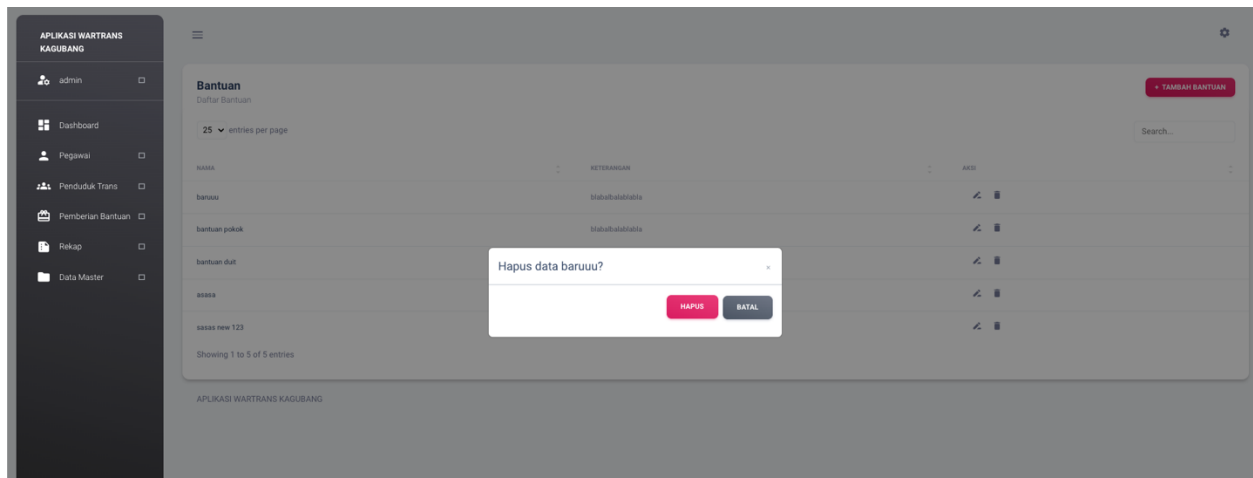 APLIKASI WARTRANS
KAGUBANG
admin
Dashboard
Pegawai
Penduduk Trans
Pemberian Bantuan
Rekap
Data Master
Bantuan
Daftar Bantuan
+ TAMBAH BANTUAN
25 entries per page
Search...
NAMA KETERANGAN AKSI
baruuu blabalbalablabla
bantuan pokok blabalbalablabla
bantuan duit
asasa
sasas new 123
Hapus data baruuu? ×
HAPUS BATAL
Showing 1 to 5 of 5 entries
APLIKASI WARTRANS KAGUBANG